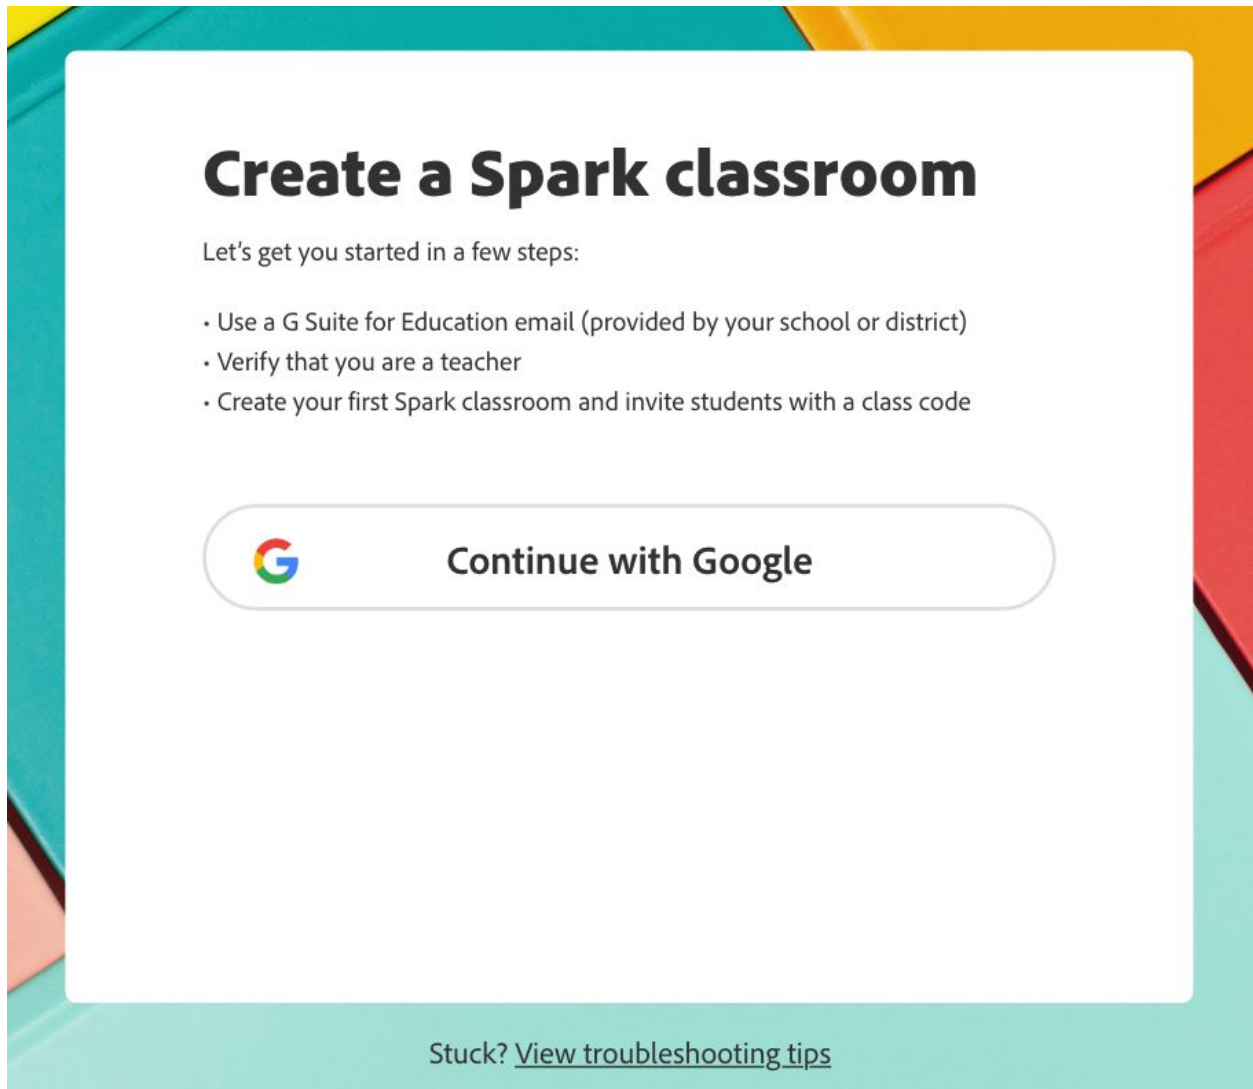 Create a Spark classroom
Let's get you started in a few steps:
• Use a G Suite for Education email (provided by your school or district)
• Verify that you are a teacher
• Create your first Spark classroom and invite students with a class code
Continue with Google
Stuck? View troubleshooting tips